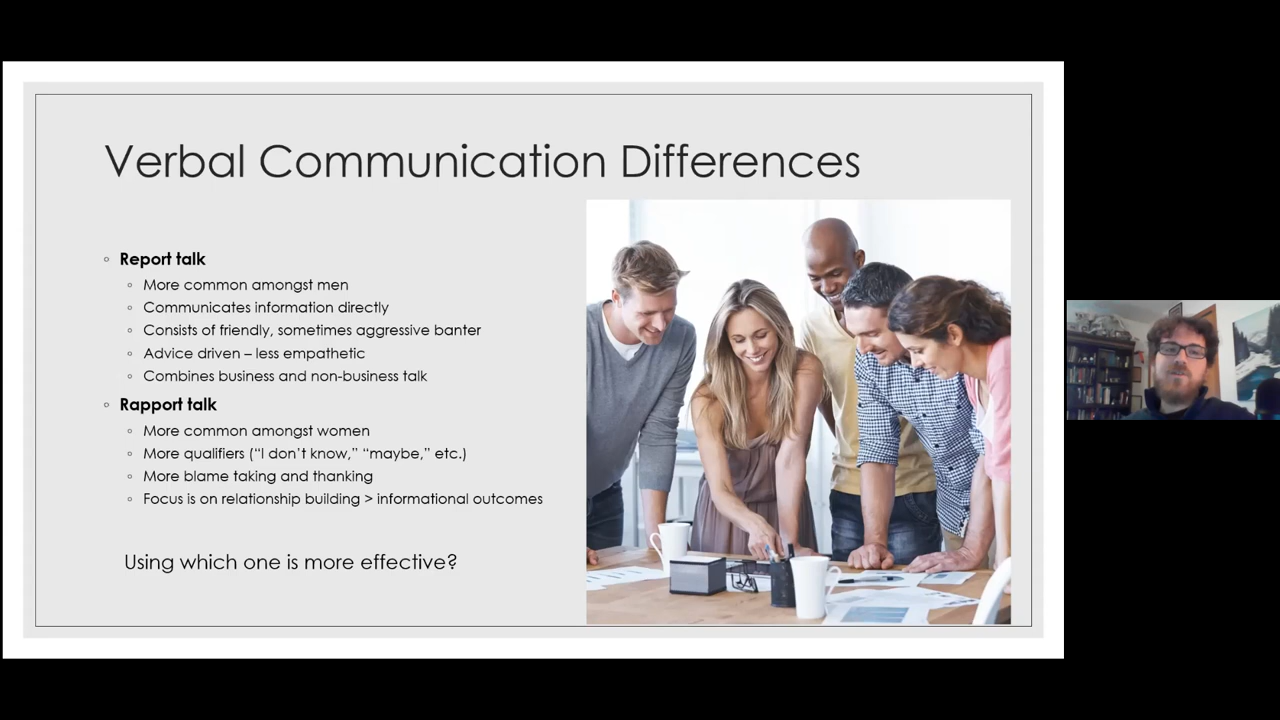 Verbal Communication Differences
Report talk
More common amongst men
Communicates information directly
Consists of friendly, sometimes aggressive banter
Advice driven – less empathetic
Combines business and non-business talk
Rapport talk
More common amongst women
More qualifiers (“I don’t know,” “maybe,” etc.)
More blame taking and thanking
Focus is on relationship building > informational outcomes
Using which one is more effective?